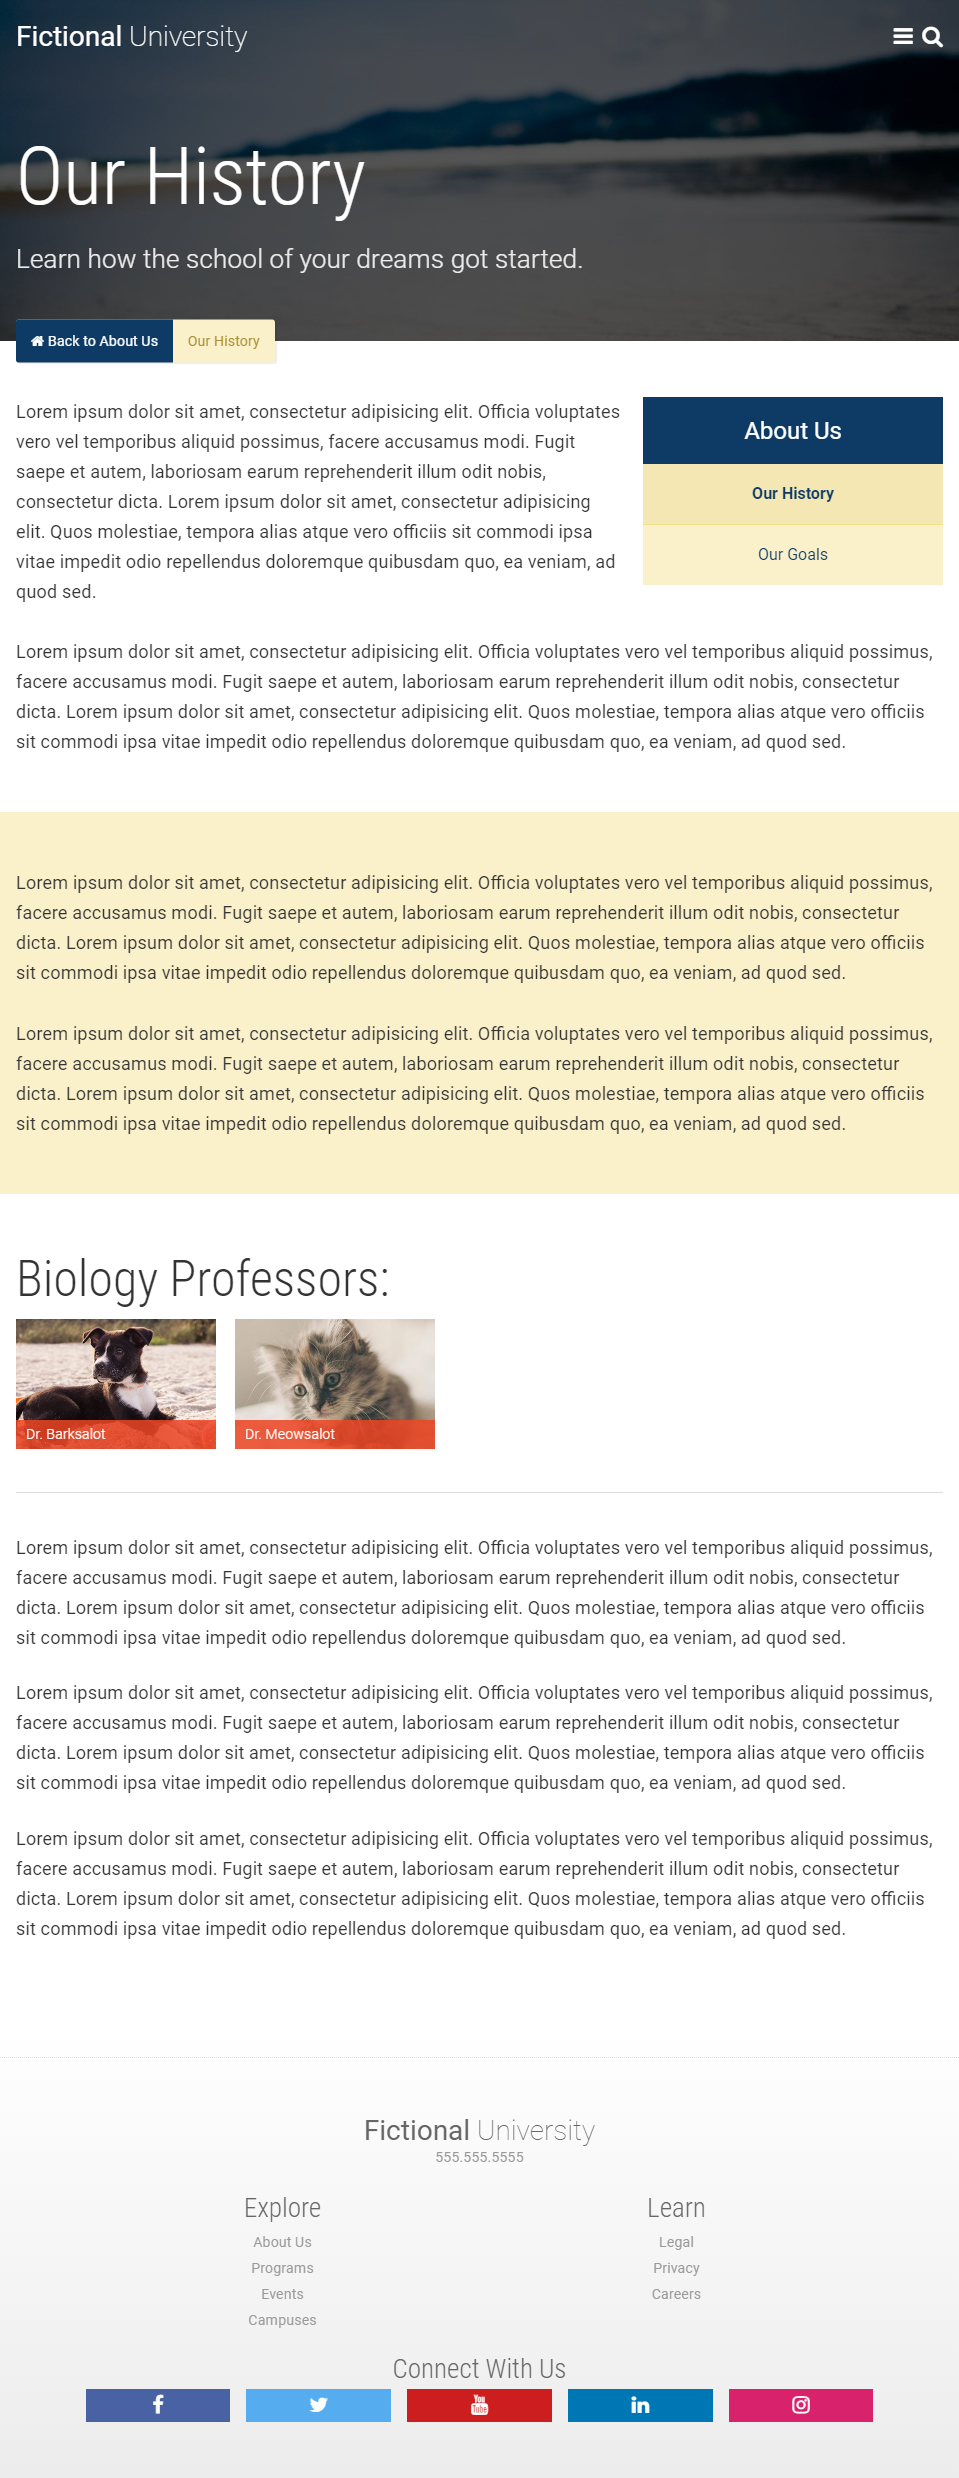 Fictional University
Our History
Learn how the school of your dreams got started.
Back to About Us Our History
Lorem ipsum dolor sit amet, consectetur adipisicing elit. Officia voluptates
vero vel temporibus aliquid possimus, facere accusamus modi. Fugit
saepe et autem, laboriosam earum reprehenderit illum odit nobis,
consectetur dicta. Lorem ipsum dolor sit amet, consectetur adipisicing
elit. Quos molestiae, tempora alias atque vero officiis sit commodi ipsa
vitae impedit odio repellendus doloremque quibusdam quo, ea veniam, ad
quod sed.
About Us
Our History
Our Goals
Lorem ipsum dolor sit amet, consectetur adipisicing elit. Officia voluptates vero vel temporibus aliquid possimus,
facere accusamus modi. Fugit saepe et autem, laboriosam earum reprehenderit illum odit nobis, consectetur
dicta. Lorem ipsum dolor sit amet, consectetur adipisicing elit. Quos molestiae, tempora alias atque vero officiis
sit commodi ipsa vitae impedit odio repellendus doloremque quibusdam quo, ea veniam, ad quod sed.
Lorem ipsum dolor sit amet, consectetur adipisicing elit. Officia voluptates vero vel temporibus aliquid possimus,
facere accusamus modi. Fugit saepe et autem, laboriosam earum reprehenderit illum odit nobis, consectetur
dicta. Lorem ipsum dolor sit amet, consectetur adipisicing elit. Quos molestiae, tempora alias atque vero officiis
sit commodi ipsa vitae impedit odio repellendus doloremque quibusdam quo, ea veniam, ad quod sed.
Lorem ipsum dolor sit amet, consectetur adipisicing elit. Officia voluptates vero vel temporibus aliquid possimus,
facere accusamus modi. Fugit saepe et autem, laboriosam earum reprehenderit illum odit nobis, consectetur
dicta. Lorem ipsum dolor sit amet, consectetur adipisicing elit. Quos molestiae, tempora alias atque vero officiis
sit commodi ipsa vitae impedit odio repellendus doloremque quibusdam quo, ea veniam, ad quod sed.
Biology Professors:
Dr. Barksalot
Dr. Meowsalot
Lorem ipsum dolor sit amet, consectetur adipisicing elit. Officia voluptates vero vel temporibus aliquid possimus,
facere accusamus modi. Fugit saepe et autem, laboriosam earum reprehenderit illum odit nobis, consectetur
dicta. Lorem ipsum dolor sit amet, consectetur adipisicing elit. Quos molestiae, tempora alias atque vero officiis
sit commodi ipsa vitae impedit odio repellendus doloremque quibusdam quo, ea veniam, ad quod sed.
Lorem ipsum dolor sit amet, consectetur adipisicing elit. Officia voluptates vero vel temporibus aliquid possimus,
facere accusamus modi. Fugit saepe et autem, laboriosam earum reprehenderit illum odit nobis, consectetur
dicta. Lorem ipsum dolor sit amet, consectetur adipisicing elit. Quos molestiae, tempora alias atque vero officiis
sit commodi ipsa vitae impedit odio repellendus doloremque quibusdam quo, ea veniam, ad quod sed.
Lorem ipsum dolor sit amet, consectetur adipisicing elit. Officia voluptates vero vel temporibus aliquid possimus,
facere accusamus modi. Fugit saepe et autem, laboriosam earum reprehenderit illum odit nobis, consectetur
dicta. Lorem ipsum dolor sit amet, consectetur adipisicing elit. Quos molestiae, tempora alias atque vero officiis
sit commodi ipsa vitae impedit odio repellendus doloremque quibusdam quo, ea veniam, ad quod sed.
Fictional University
555.555.5555
Explore
About Us
Programs
Events
Campuses
Learn
Legal
Privacy
Careers
Connect With Us
You
Tube